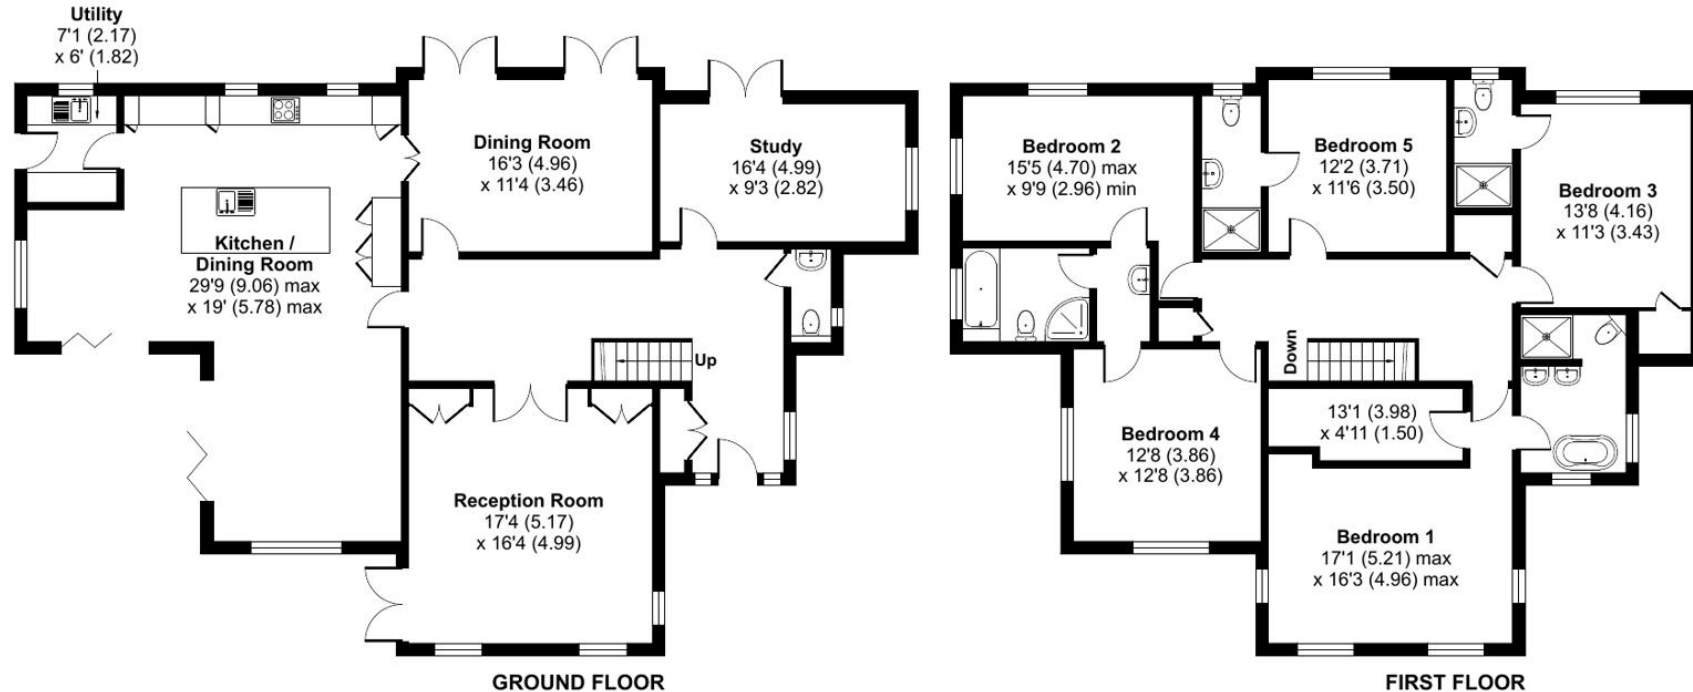 Utility
7'1 (2.17)
x 6' (1.82)
Dining Room
16'3 (4.96)
x 11'4 (3.46)
Study
16'4 (4.99)
x 9'3 (2.82)
Kitchen /
Dining Room
29'9 (9.06) max
x 19' (5.78) max
Up
Reception Room
17'4 (5.17)
x 16'4 (4.99)
GROUND FLOOR
Bedroom 2
15'5 (4.70) max
x 9'9 (2.96) min
Bedroom 5
12'2 (3.71)
x 11'6 (3.50)
Bedroom 3
13'8 (4.16)
x 11'3 (3.43)
Down
13'1 (3.98)
x 4'11 (1.50)
Bedroom 4
12'8 (3.86)
x 12'8 (3.86)
Bedroom 1
17'1 (5.21) max
x 16'3 (4.96) max
FIRST FLOOR